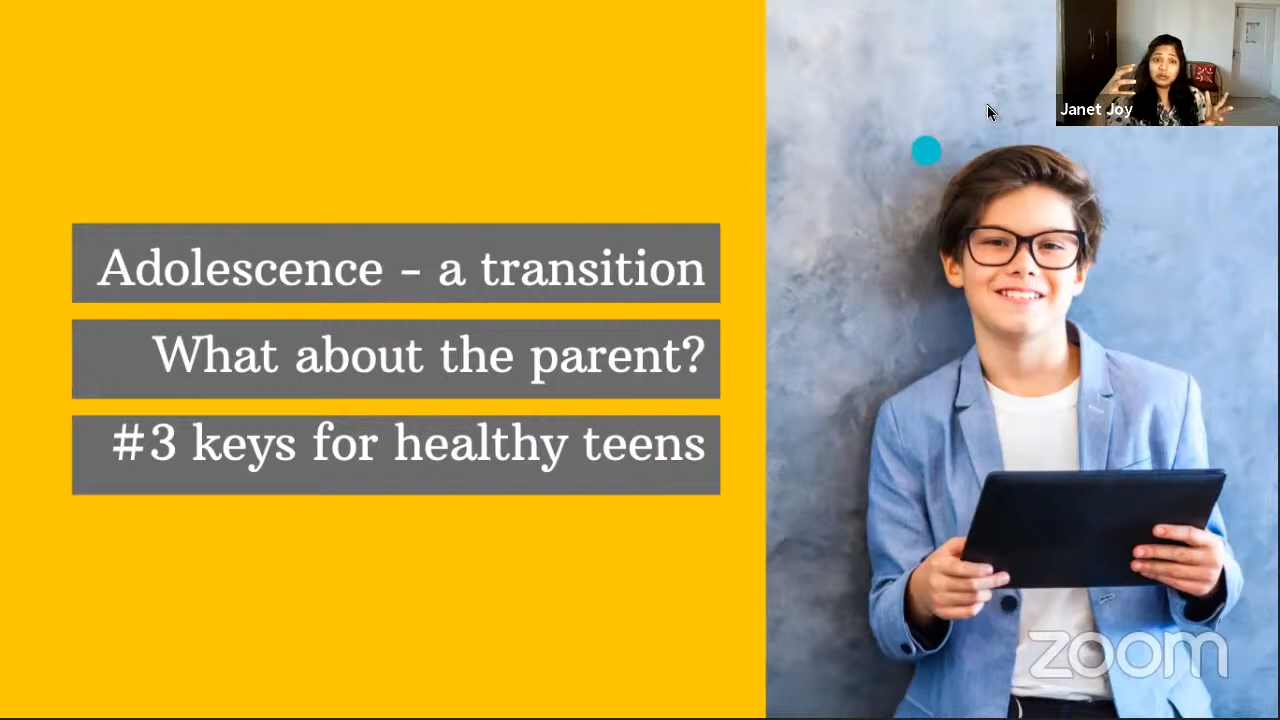 Adolescence - a transition
What about the parent?
#3 keys for healthy teens
Janet Joy
zoom